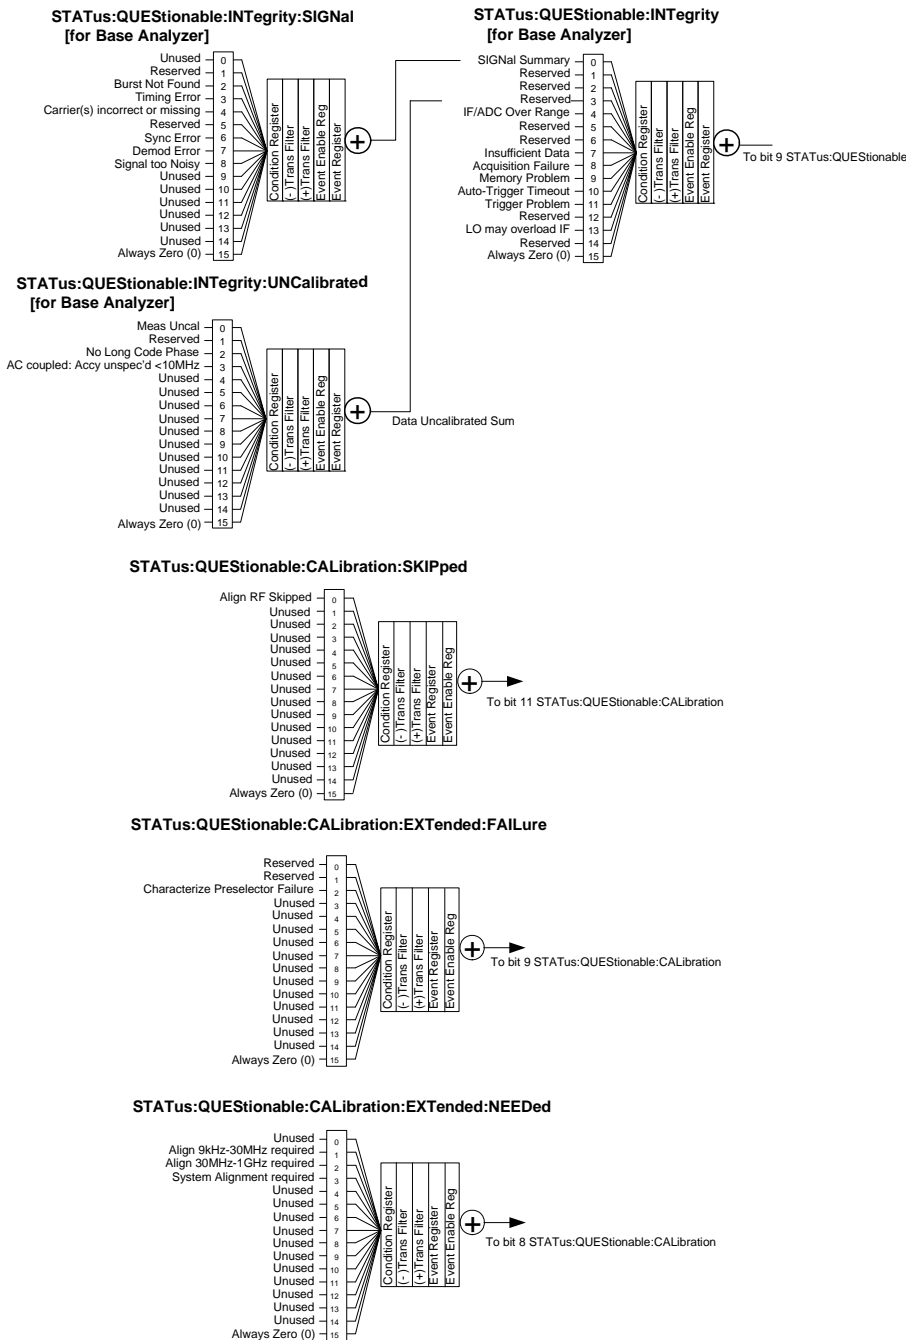 STATus:QUEStionable:INTegrity:SIGNal
[for Base Analyzer]
Unused 0
Reserved 1
Burst Not Found 2
Timing Error 3
Carrier(s) incorrect or missing 4
Reserved 5
Sync Error 6
Demod Error 7
Signal too Noisy 8
Unused 9
Unused 10
Unused 11
Unused 12
Unused 13
Unused 14
Always Zero (0) 15
Condition Register
(-)Trans Filter
(+)Trans Filter
Event Enable Reg
Event Register
+
STATus:QUEStionable:INTegrity
[for Base Analyzer]
SIGNal Summary 0
Reserved 1
Reserved 2
Reserved 3
IF/ADC Over Range 4
Reserved 5
Reserved 6
Insufficient Data 7
Acquisition Failure 8
Memory Problem 9
Auto-Trigger Timeout 10
Trigger Problem 11
Reserved 12
LO may overload IF 13
Reserved 14
Always Zero (0) 15
Condition Register
(-)Trans Filter
(+)Trans Filter
Event Enable Reg
Event Register
+
To bit 9 STATus:QUEStionable
STATus:QUEStionable:INTegrity:UNCalibrated
[for Base Analyzer]
Meas Uncal 0
Reserved 1
No Long Code Phase 2
AC coupled: Accy unspec'd <10MHz 3
Unused 4
Unused 5
Unused 6
Unused 7
Unused 8
Unused 9
Unused 10
Unused 11
Unused 12
Unused 13
Unused 14
Always Zero (0) 15
Condition Register
(-)Trans Filter
(+)Trans Filter
Event Enable Reg
Event Register
+
Data Uncalibrated Sum
STATus:QUEStionable:CALibration:SKIPped
Align RF Skipped 0
Unused 1
Unused 2
Unused 3
Unused 4
Unused 5
Unused 6
Unused 7
Unused 8
Unused 9
Unused 10
Unused 11
Unused 12
Unused 13
Unused 14
Always Zero (0) 15
Condition Register
(-)Trans Filter
(+)Trans Filter
Event Register
Event Enable Reg
+
To bit 11 STATus:QUEStionable:CALibration
STATus:QUEStionable:CALibration:EXTended:FAILure
Reserved 0
Reserved 1
Characterize Preselector Failure 2
Unused 3
Unused 4
Unused 5
Unused 6
Unused 7
Unused 8
Unused 9
Unused 10
Unused 11
Unused 12
Unused 13
Unused 14
Always Zero (0) 15
Condition Register
(-)Trans Filter
(+)Trans Filter
Event Register
Event Enable Reg
+
To bit 9 STATus:QUEStionable:CALibration
STATus:QUEStionable:CALibration:EXTended:NEEDed
Unused 0
Align 9kHz-30MHz required 1
Align 30MHz-1GHz required 2
System Alignment required 3
Unused 4
Unused 5
Unused 6
Unused 7
Unused 8
Unused 9
Unused 10
Unused 11
Unused 12
Unused 13
Unused 14
Always Zero (0) 15
Condition Register
(-)Trans Filter
(+)Trans Filter
Event Register
Event Enable Reg
+
To bit 8 STATus:QUEStionable:CALibration